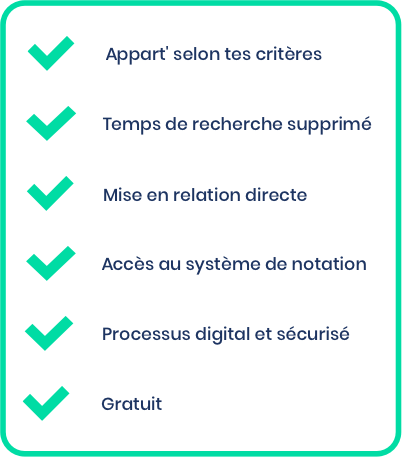 Appart' selon tes critères
Temps de recherche supprimé
Mise en relation directe
Accès au système de notation
Processus digital et sécurisé
Gratuit